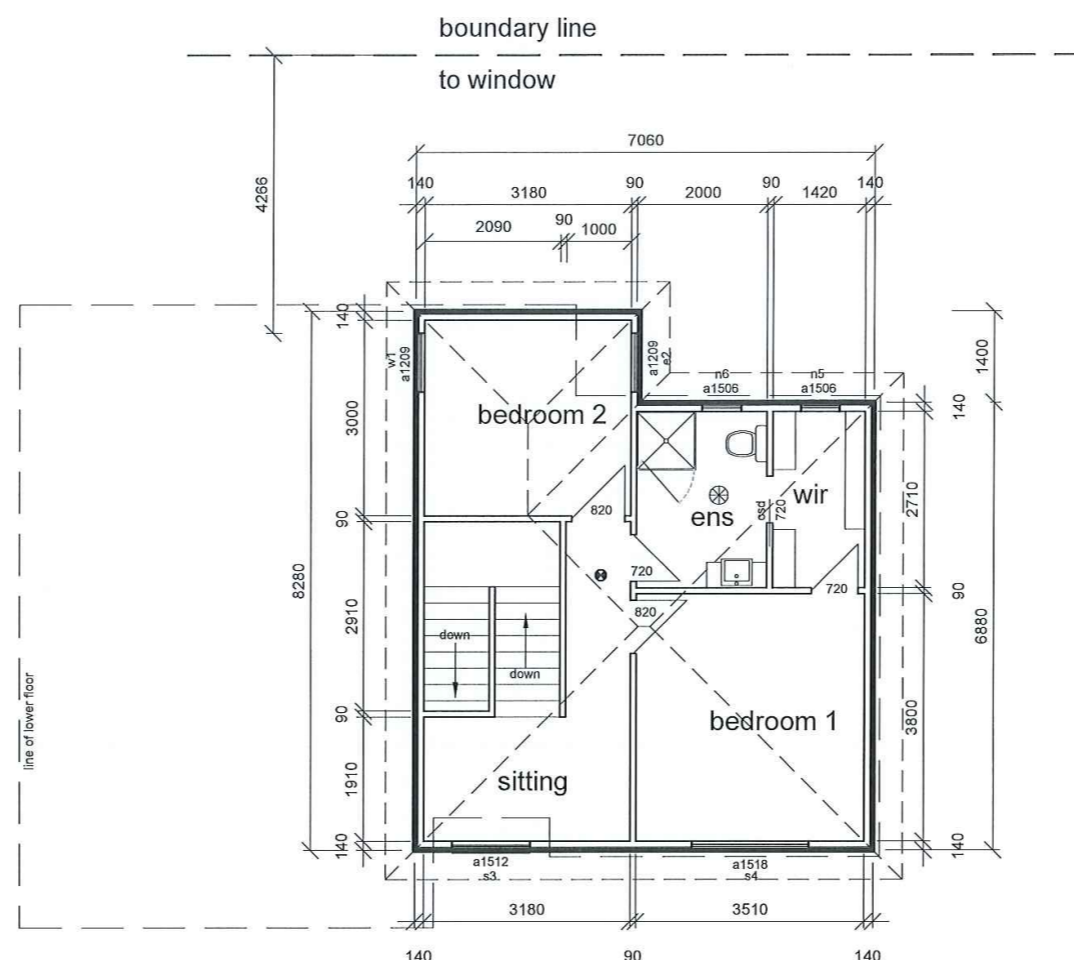 boundary line
to window
7060
4266
140
3180
90
2000
90
1420
140
2090
90
1000
140
w1
a1209
a1209
e2
n6
a1506
n5
a1506
1400
140
3000
bedroom 2
820
ens
wir
csd
720
2710
90
8280
720
820
720
90
2910
down
down
6880
line of lower floor
90
bedroom 1
3800
1910
sitting
140
a1512
s3
a1518
s4
140
3180
3510
140
90
140